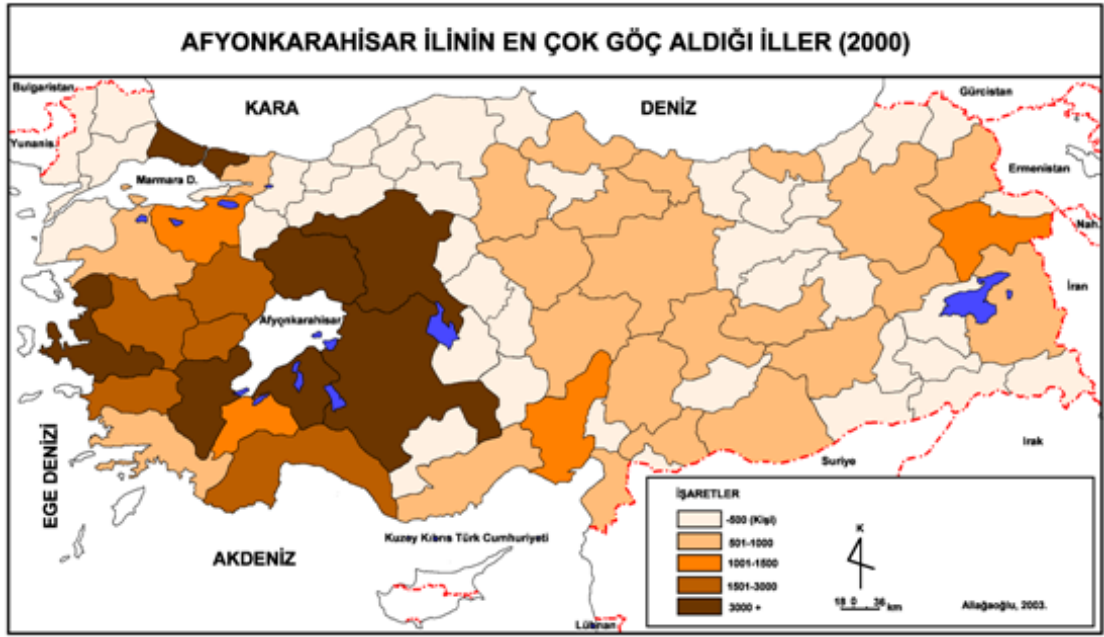 AFYONKARAHİSAR İLİNİN EN ÇOK GÖÇ ALDIĞI İLLER (2000)
Bulgaristan
KARA
DENİZ
Gürcistan
Yunanis.
Marmara D.
Ermenistan
Nah.
İran
Afyonkarahisar
EGE DENİZİ
Irak
Suriye
AKDENİZ
Kuzey Kıbrıs Türk Cumhuriyeti
Lübnan
İŞARETLER
-500 (Kişi)
501-1000
1001-1500
1501-3000
3000 +
K
18 0 36 km
Aliağaoğlu, 2003.